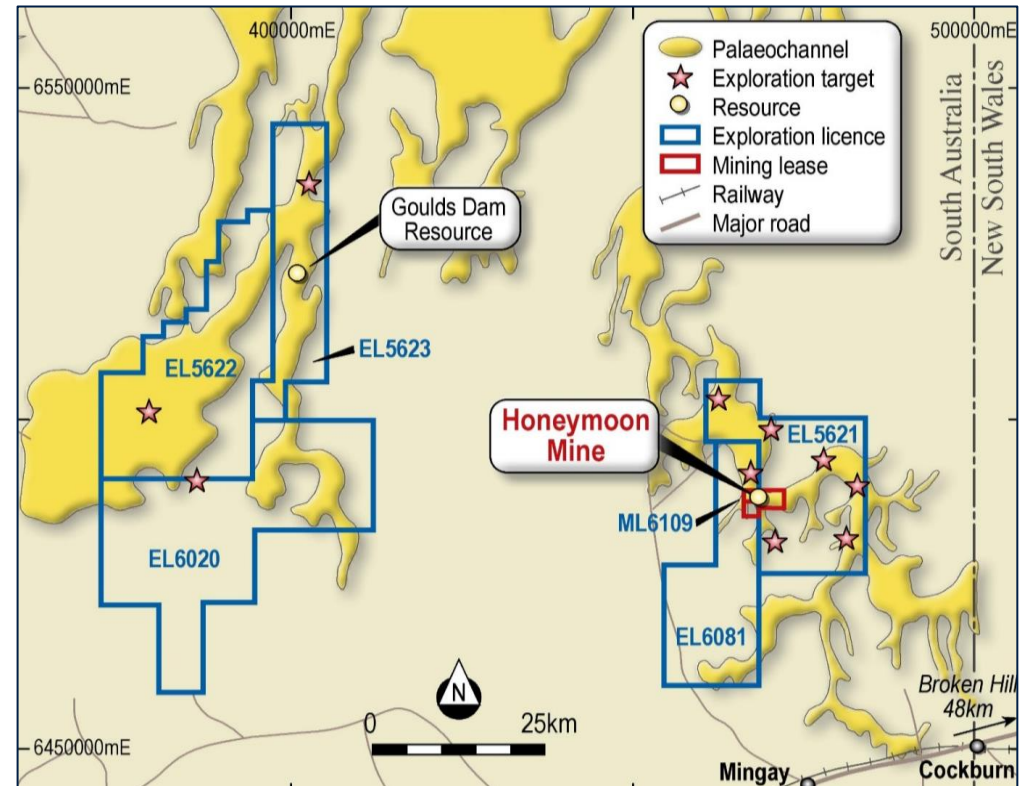 400000mE
500000mE
6550000mE
Palaeochannel
Exploration target
Resource
Exploration licence
Mining lease
Railway
Major road
South Australia
New South Wales
Goulds Dam
Resource
EL5623
EL5622
Honeymoon
Mine
EL5621
ML6109
EL6020
EL6081
N
0
25km
Broken Hill
48km
6450000mE
Mingay
Cockburn